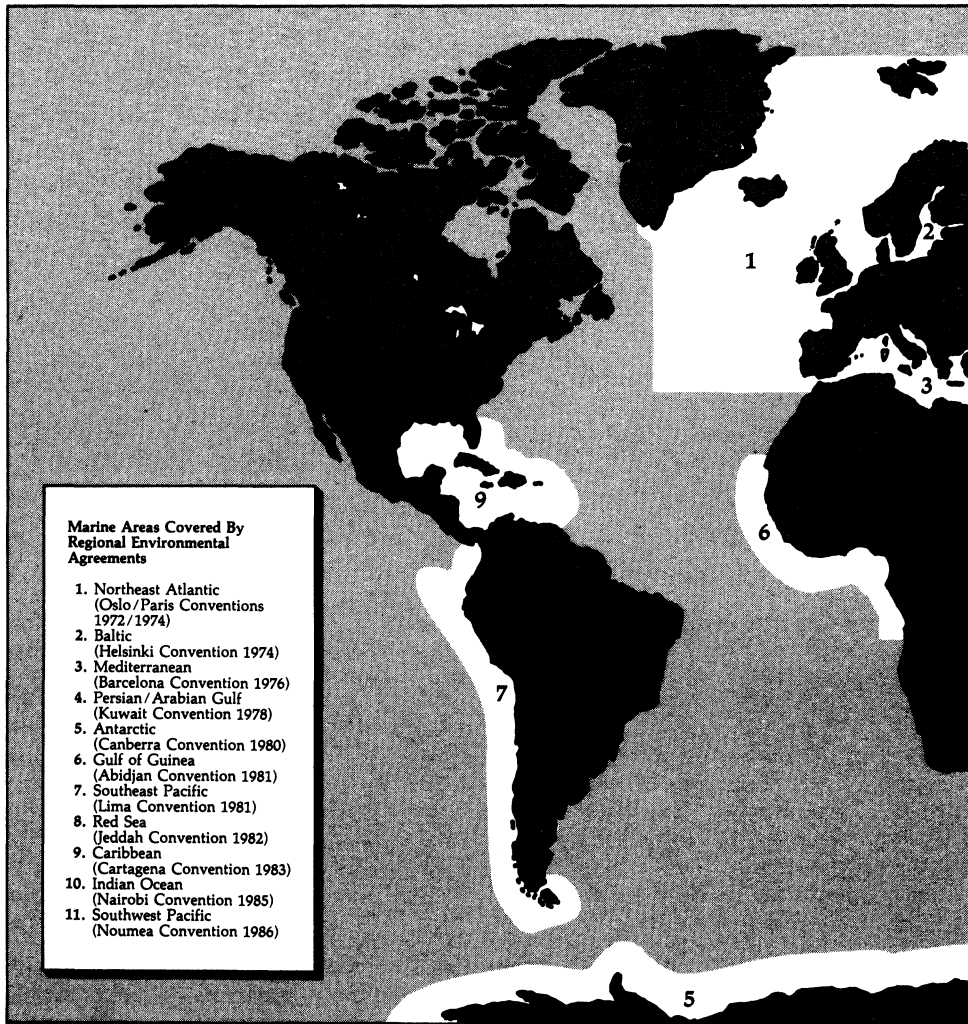 Marine Areas Covered By
Regional Environmental
Agreements
1. Northeast Atlantic
(Oslo/Paris Conventions
1972/1974)
2. Baltic
(Helsinki Convention 1974)
3. Mediterranean
(Barcelona Convention 1976)
4. Persian/Arabian Gulf
(Kuwait Convention 1978)
5. Antarctic
(Canberra Convention 1980)
6. Gulf of Guinea
(Abidjan Convention 1981)
7. Southeast Pacific
(Lima Convention 1981)
8. Red Sea
(Jeddah Convention 1982)
9. Caribbean
(Cartagena Convention 1983)
10. Indian Ocean
(Nairobi Convention 1985)
11. Southwest Pacific
(Noumea Convention 1986)
2
1
3
9
6
7
5